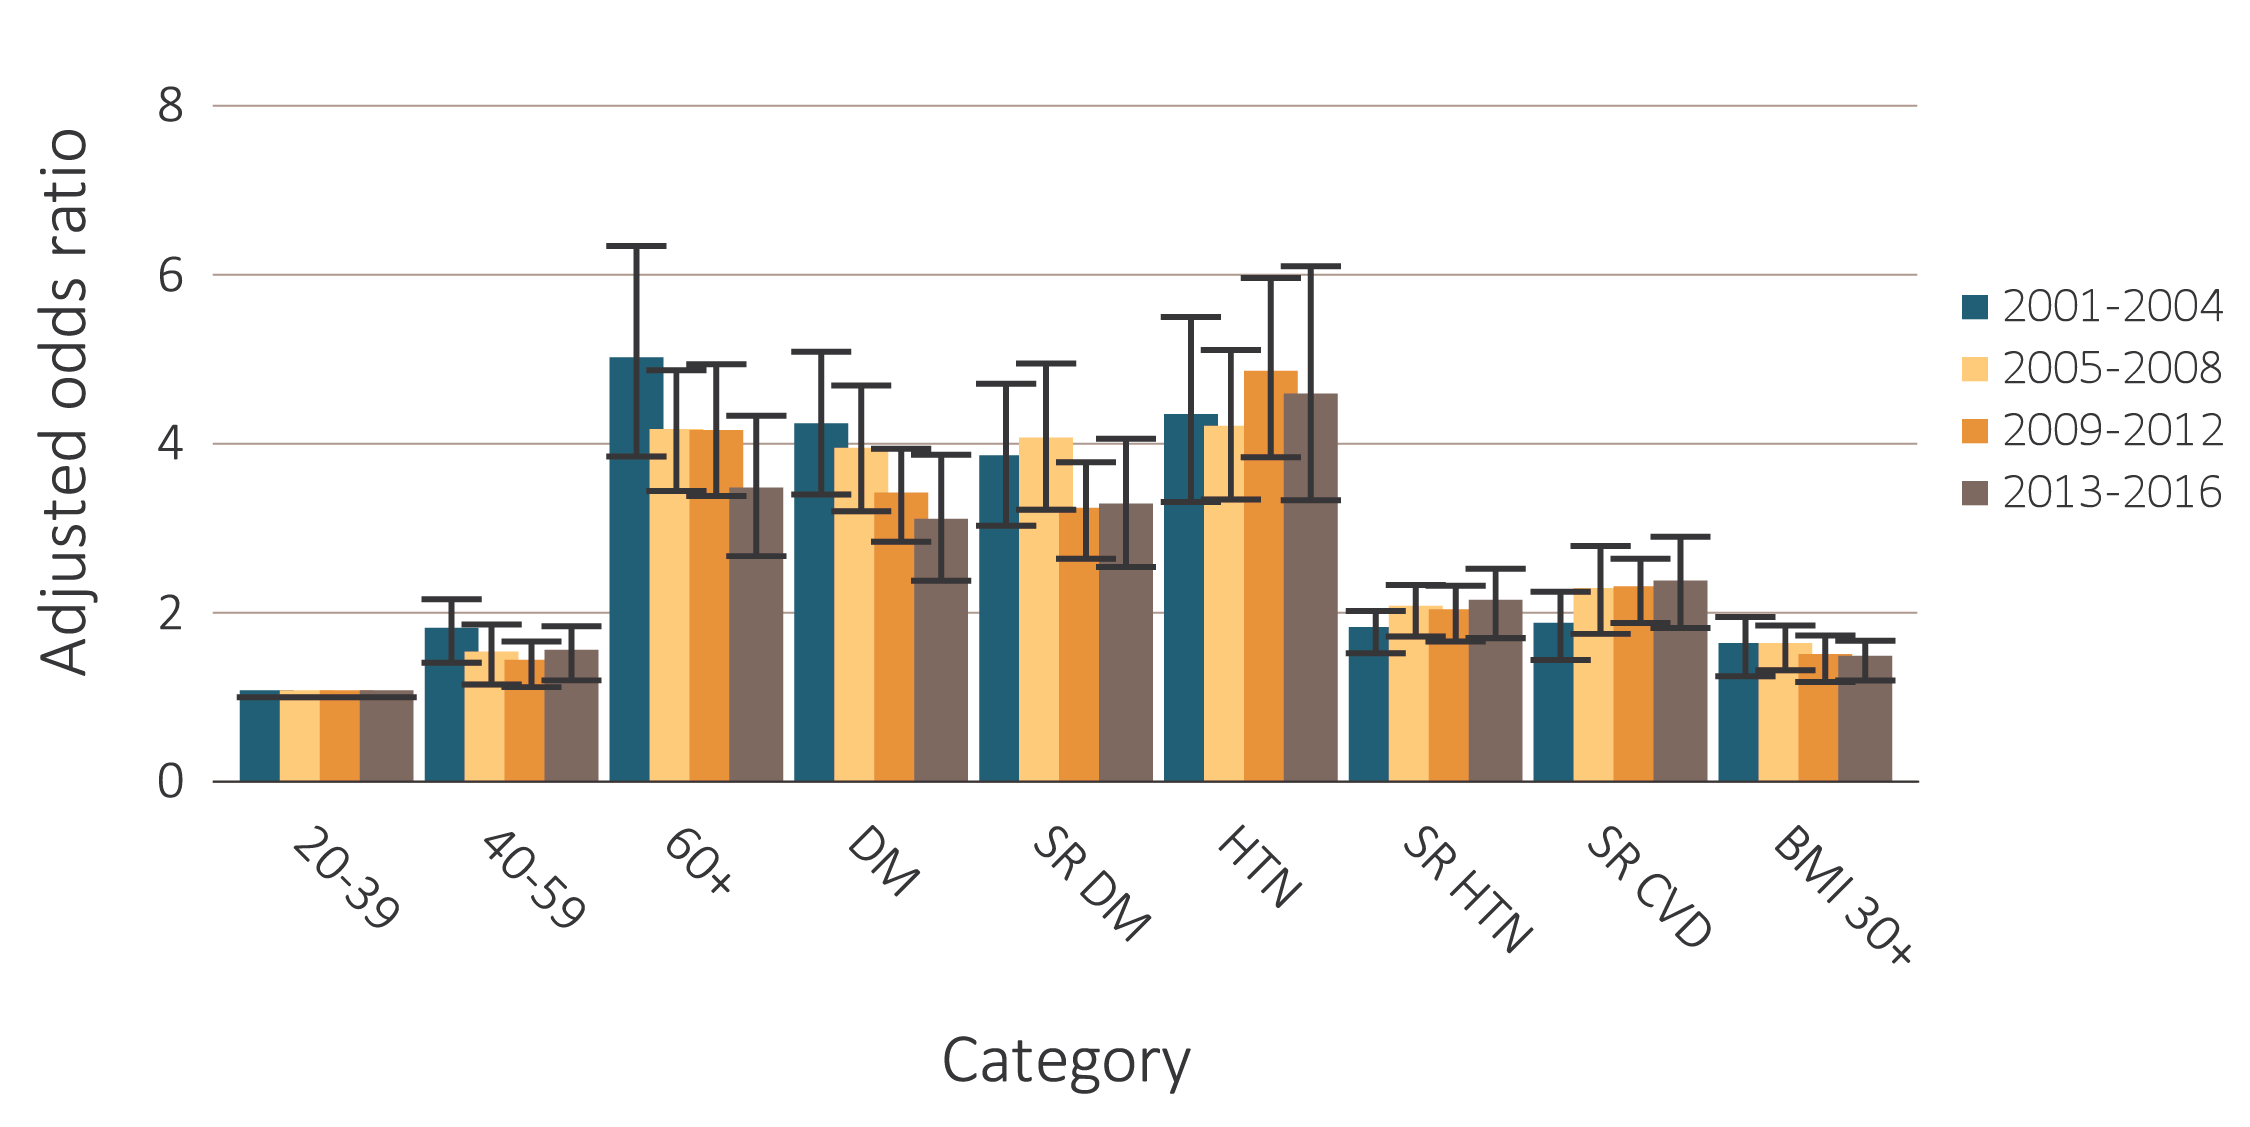 Adjusted odds ratio
8
6
4
2
0
20-39
40-59
60+
DM
SR DM
HTN
SR HTN
SR CVD
BMI 30+
Category
2001-2004
2005-2008
2009-2012
2013-2016